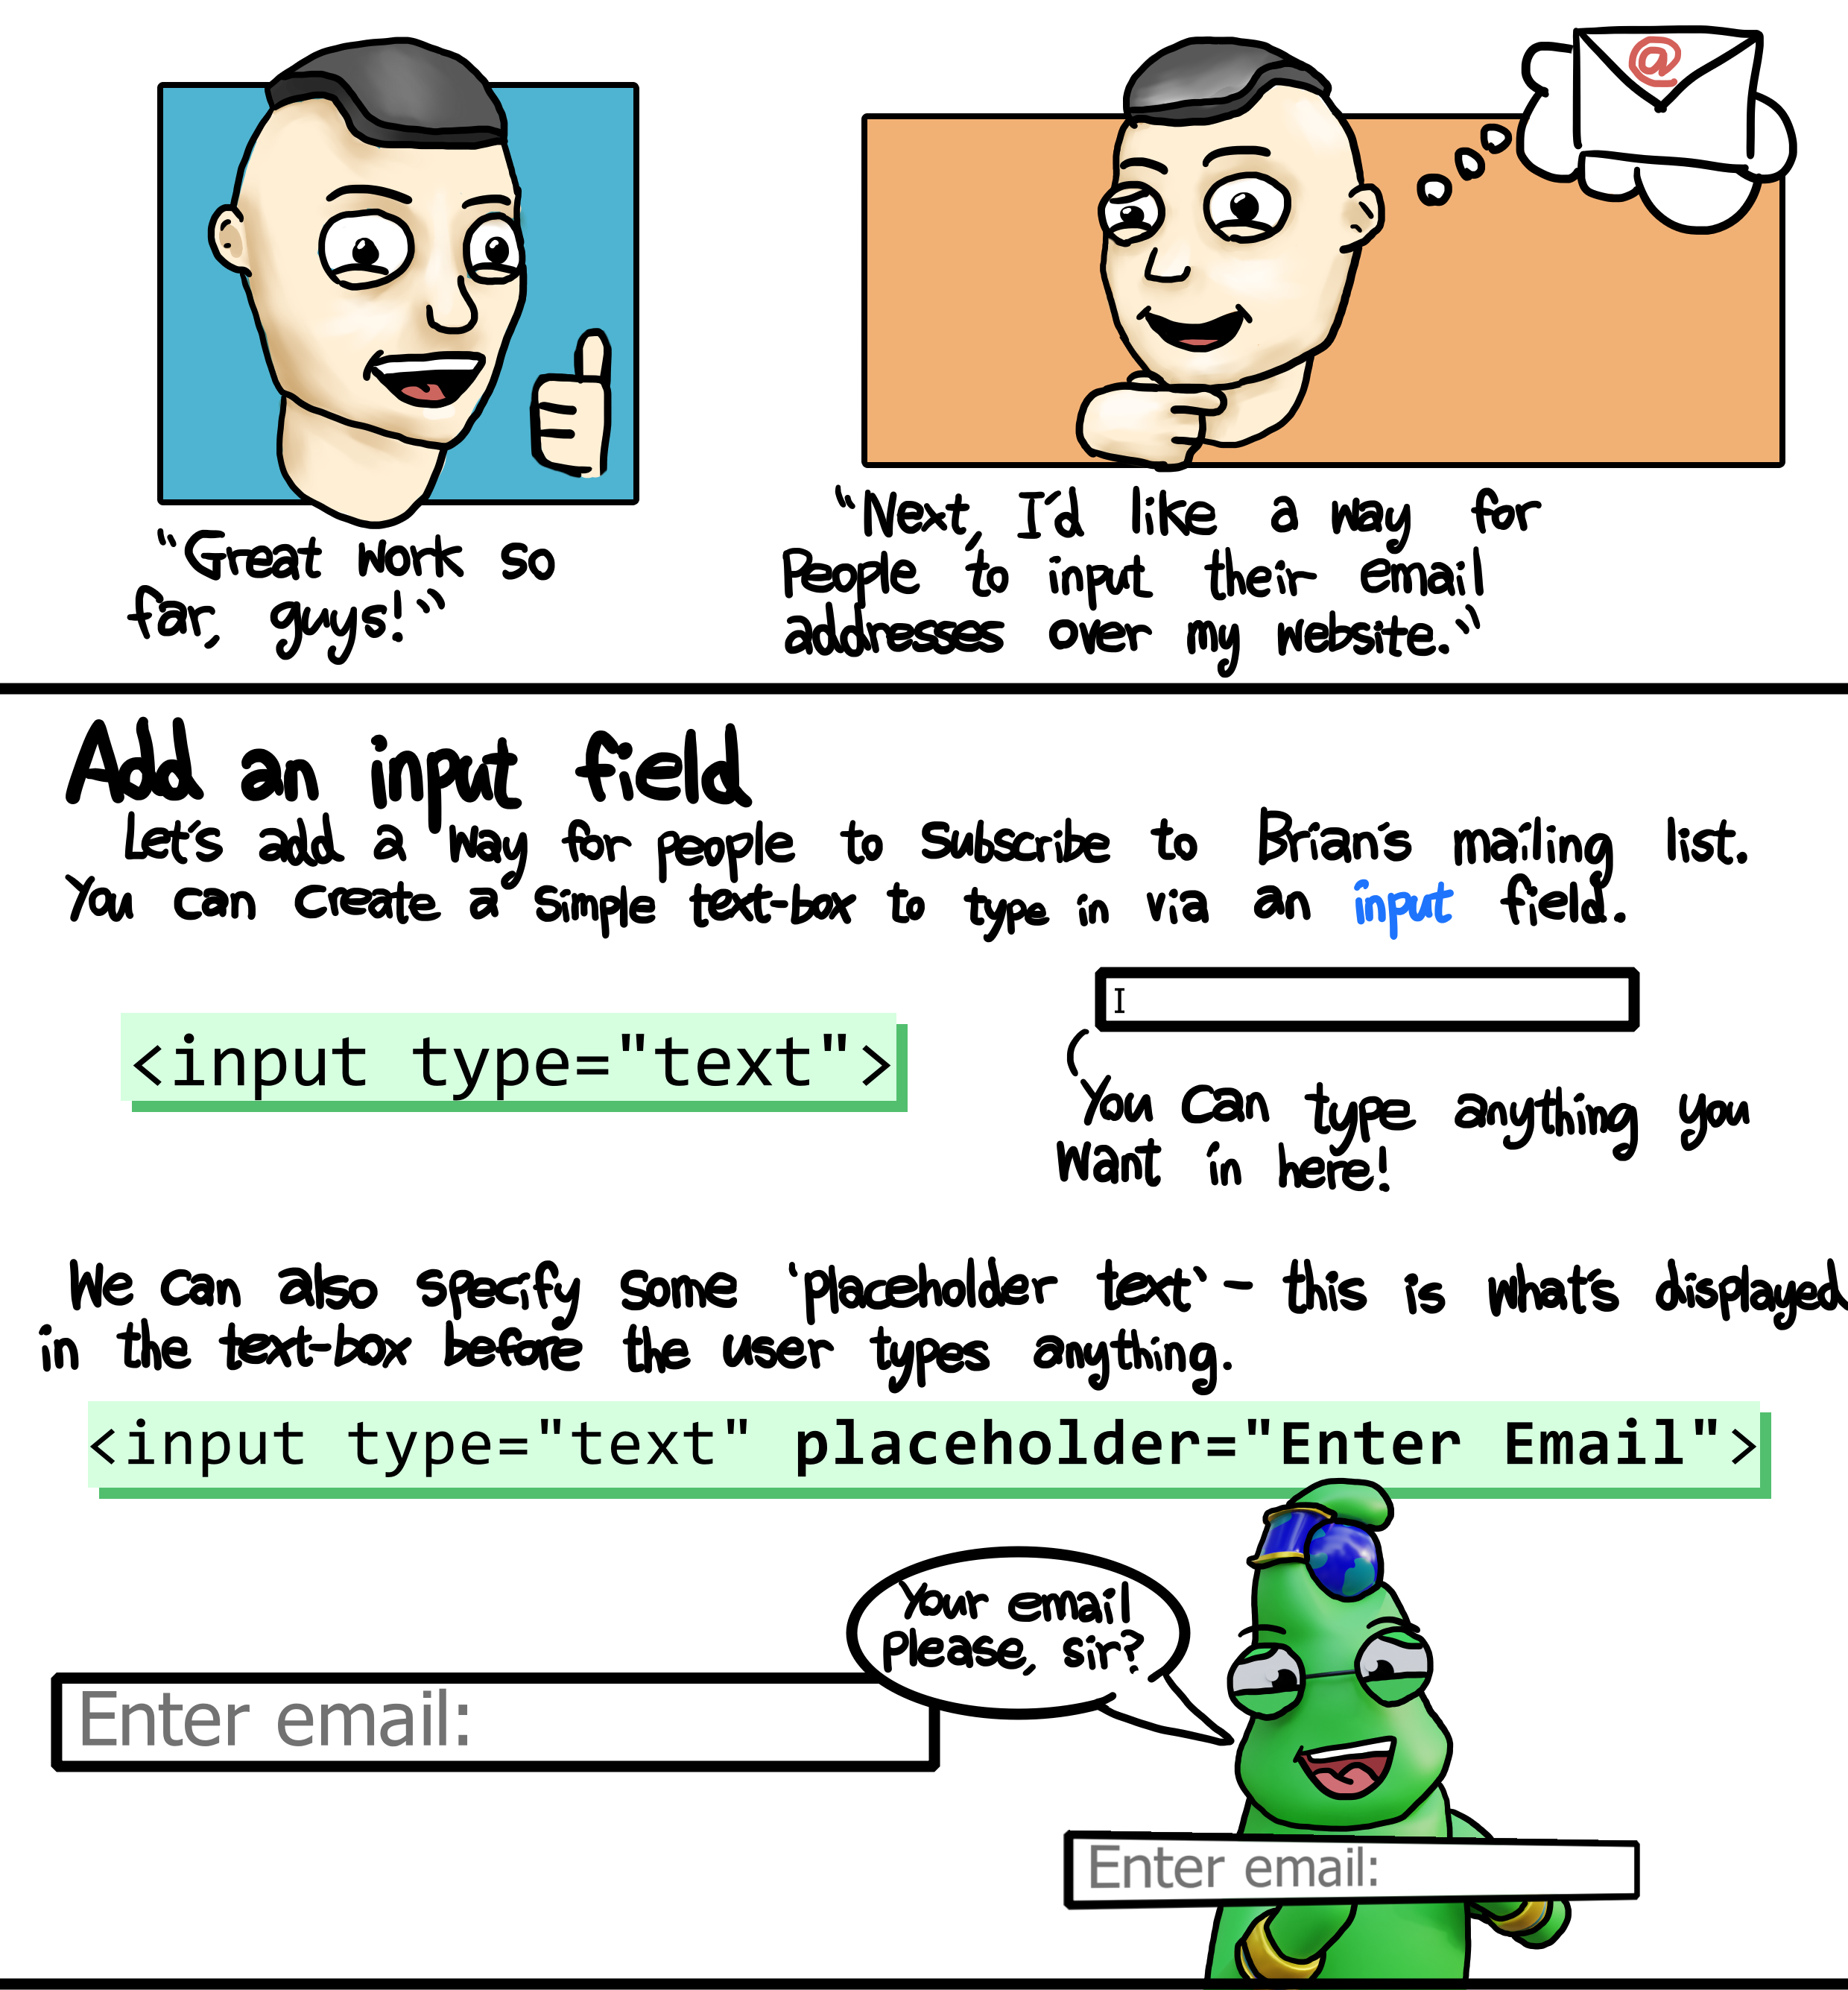 "Great work so
far, guys!"
"Next, I'd like a way for
People to input their email
addresses over my website."
@
Add an input field
Let's add a way for people to subscribe to Brian's mailing list.
You can create a simple text-box to type in via an input field.
<input type="text">
I
You can type anything you
want in here!
We can also specify some 'placeholder text' - this is what's displayed
in the text-box before the user types anything.
<input type="text" placeholder="Enter Email">
Your email
please, sir?
Enter email:
Enter email: